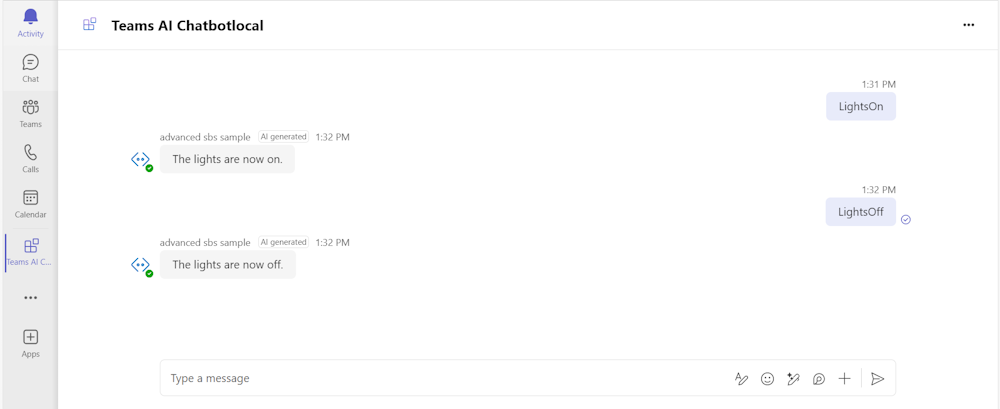 Activity
Chat
Teams
Calls
Calendar
Teams AI C...
Apps
Teams AI Chatbotlocal
1:31 PM
LightsOn
advanced sbs sample AI generated 1:32 PM
The lights are now on.
1:32 PM
LightsOff
advanced sbs sample AI generated 1:32 PM
The lights are now off.
Type a message